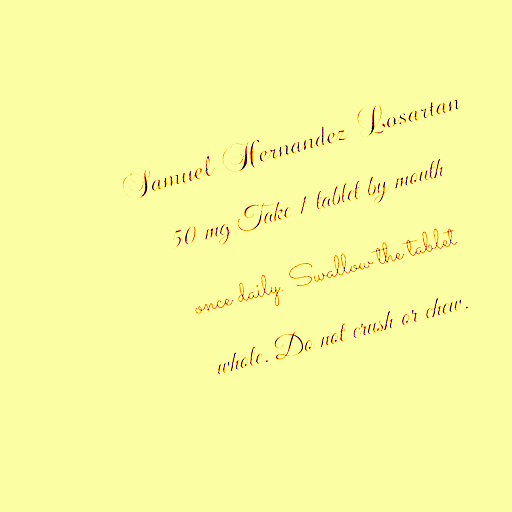 Samuel Hernandez Losartan
50 mg Take 1 tablet by mouth
once daily. Swallow the tablet
whole. Do not crush or chew.